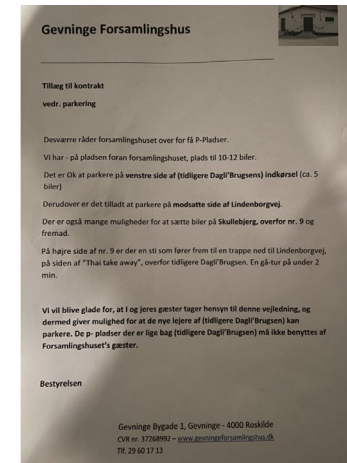 Gevninge Forsamlingshus
Tillæg til kontrakt
vedr. parkering
Desværre råder forsamlingshuset over for få P-Pladser.
Vi har - på pladsen foran forsamlingshuset, plads til 10-12 biler.
Det er Ok at parkere på venstre side af (tidligere Dagli'Brugsens) indkørsel (ca. 5
biler)
Derudover er det tilladt at parkere på modsatte side af Lindenborgvej.
Der er også mange muligheder for at sætte biler på Skullebjerg, overfor nr. 9 og
fremad.
På højre side af nr. 9 er der en sti som fører frem til en trappe ned til Lindenborgvej,
på siden af "Thai take away", overfor tidligere Dagli'Brugsen. En gå-tur på under 2
min.
Vi vil blive glade for, at I og jeres gæster tager hensyn til denne vejledning, og
dermed giver mulighed for at de nye lejere af (tidligere Dagli'Brugsen) kan
parkere. De p- pladser der er lige bag (tidligere Dagli'Brugsen) må ikke benyttes af
Forsamlingshuset's gæster.
Bestyrelsen
Gevninge Bygade 1, Gevninge - 4000 Roskilde
CVR nr. 37268992 – www.gevningeforsamlingshus.dk
Tlf. 29 60 17 13